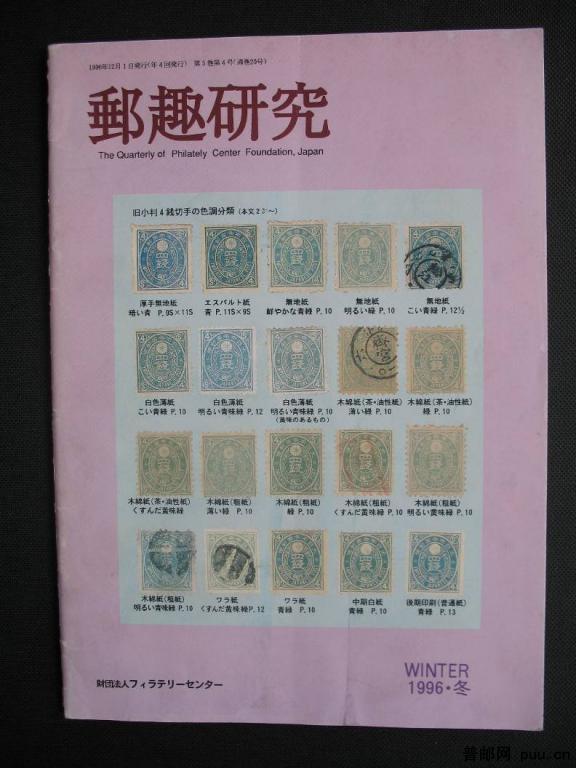 1996年12月1日発行(年4回発行) 第5巻第4号(通巻20号)
郵趣研究
The Quarterly of Philately Center Foundation, Japan
旧小判4銭切手の色調分類
厚手無地紙
暗い青 P.9S×11S
エスパルト紙
青 P.11S×9S
無地紙
鮮やかな青緑 P.10
無地紙
明るい緑 P.10
無地紙
こい青緑 P.12½
白色薄紙
こい青緑 P.10
白色薄紙
明るい青味緑 P.12
白色薄紙
明るい青味緑 P.10
(黄味のあるもの)
木綿紙(茶・油性紙)
薄い緑 P.10
木綿紙(茶・油性紙)
緑 P.10
木綿紙(茶・油性紙)
くすんだ黄味緑
木綿紙(粗紙)
薄い緑 P.10
木綿紙(粗紙)
緑 P.10
木綿紙(粗紙)
くすんだ黄味緑 P.10
木綿紙(粗紙)
明るい黄味緑 P.10
木綿紙(粗紙)
明るい青味緑 P.10
ワラ紙
くすんだ黄味緑 P.12
ワラ紙
青緑 P.10
中期白紙
青緑 P.10
後期印刷(普通紙)
青緑 P.13
財団法人フィラテリーセンター
WINTER
1996・冬
普邮网 puu.cn